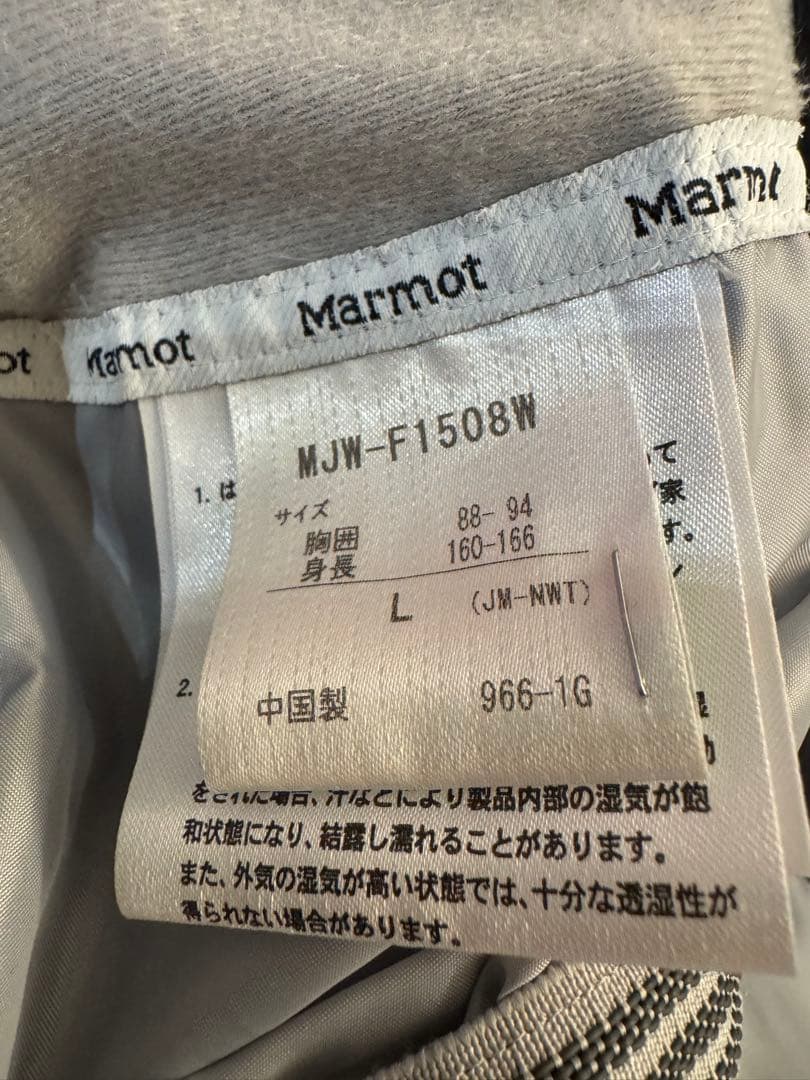 Marmot
Marmot
Marmot
MJW-F1508W
1. は
サイズ
胸囲 88- 94
身長 160-166
L (JM-NWT)
2.
中国製 966-1G
て
家
す。
をされた場合、汗などにより製品内部の湿気が飽
和状態になり、結露し濡れることがあります。
また、外気の湿気が高い状態では、十分な透湿性が
得られない場合があります。